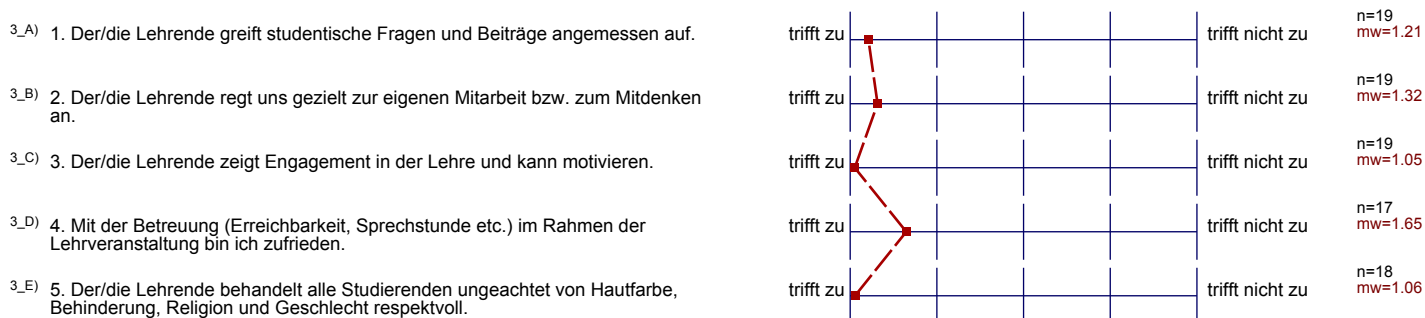 3_A) 1. Der/die Lehrende greift studentische Fragen und Beiträge angemessen auf. trifft zu trifft nicht zu n=19
mw=1.21
3_B) 2. Der/die Lehrende regt uns gezielt zur eigenen Mitarbeit bzw. zum Mitdenken
an. trifft zu trifft nicht zu n=19
mw=1.32
3_C) 3. Der/die Lehrende zeigt Engagement in der Lehre und kann motivieren. trifft zu trifft nicht zu n=19
mw=1.05
3_D) 4. Mit der Betreuung (Erreichbarkeit, Sprechstunde etc.) im Rahmen der
Lehrveranstaltung bin ich zufrieden. trifft zu trifft nicht zu n=17
mw=1.65
3_E) 5. Der/die Lehrende behandelt alle Studierenden ungeachtet von Hautfarbe,
Behinderung, Religion und Geschlecht respektvoll. trifft zu trifft nicht zu n=18
mw=1.06